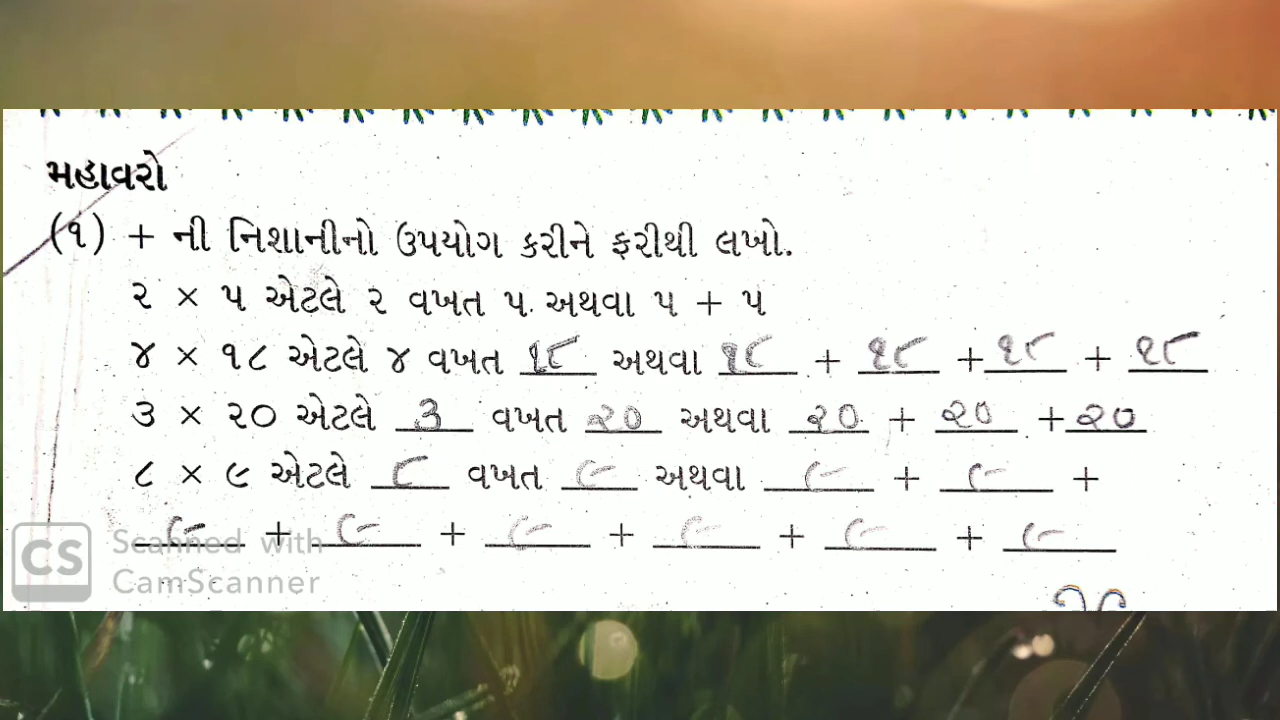 મહાવરો
(૧) + ની નિશાનીનો ઉપયોગ કરીને ફરીથી લખો.
૨ × ૫ એટલે ૨ વખત ૫ અથવા ૫ + ૫
૪ × ૧૮ એટલે ૪ વખત ૧૮ અથવા ૧૮ + ૧૮ + ૧૮ + ૧૮
૩ × ૨૦ એટલે ૩ વખત ૨૦ અથવા ૨૦ + ૨૦ + ૨૦
૮ × ૯ એટલે ૮ વખત ૯ અથવા ૯ + ૯ +
૯ + ૯ + ૯ + ૯ + ૯ + ૯
CS Scanned with
CamScanner